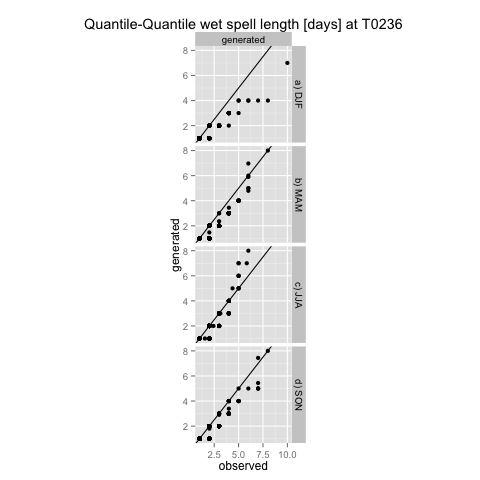 Quantile-Quantile wet spell length [days] at T0236
generated
8
6
4
2
a) DJF
8
6
4
2
b) MAM
generated
8
6
4
2
c) JJA
8
6
4
2
d) SON
2.5 5.0 7.5 10.0
observed